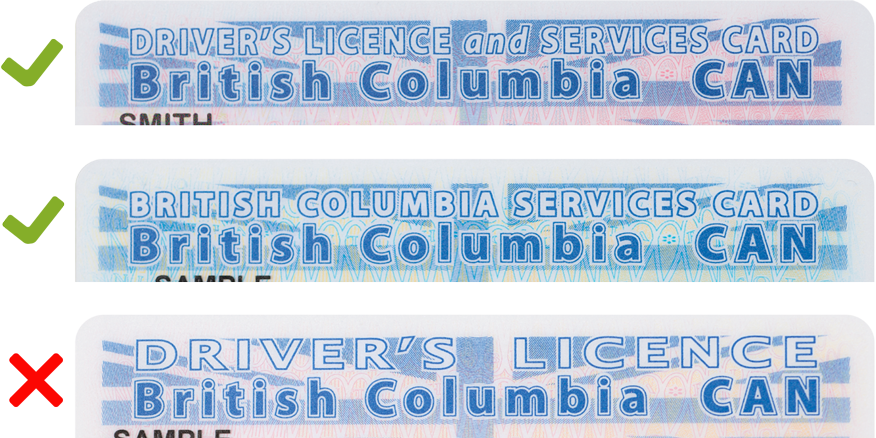 DRIVER'S LICENCE and SERVICES CARD
British Columbia CAN
SMITH
BRITISH COLUMBIA SERVICES CARD
British Columbia CAN
SAMPLE
DRIVER'S LICENCE
British Columbia CAN
SAMPLE